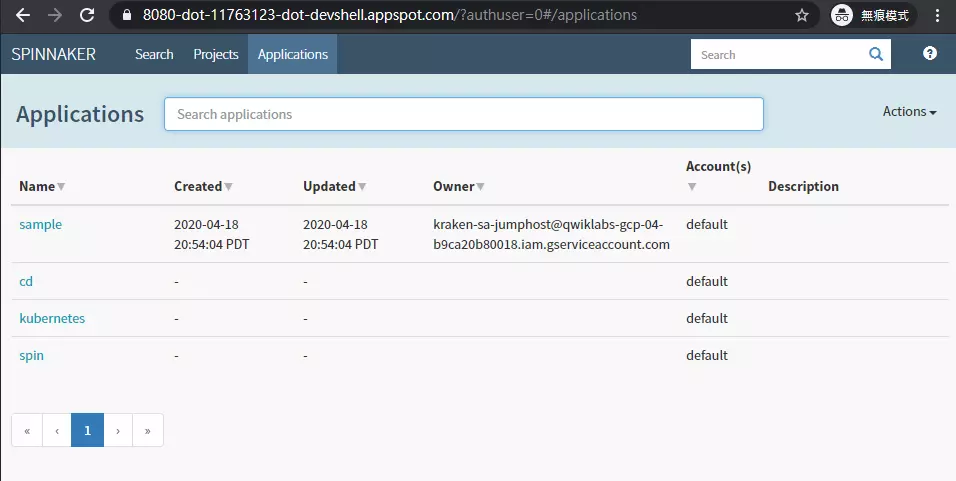 8080-dot-11763123-dot-devshell.appspot.com/?authuser=0#/applications
無痕模式
SPINNAKER
Search
Projects
Applications
Search
Applications
Search applications
Actions
Name
Created
Updated
Owner
Account(s)
Description
sample
2020-04-18
20:54:04 PDT
2020-04-18
20:54:04 PDT
kraken-sa-jumphost@qwiklabs-gcp-04-
b9ca20b80018.iam.gserviceaccount.com
default
cd
-
-
default
kubernetes
-
-
default
spin
-
-
default
«
‹
1
›
»